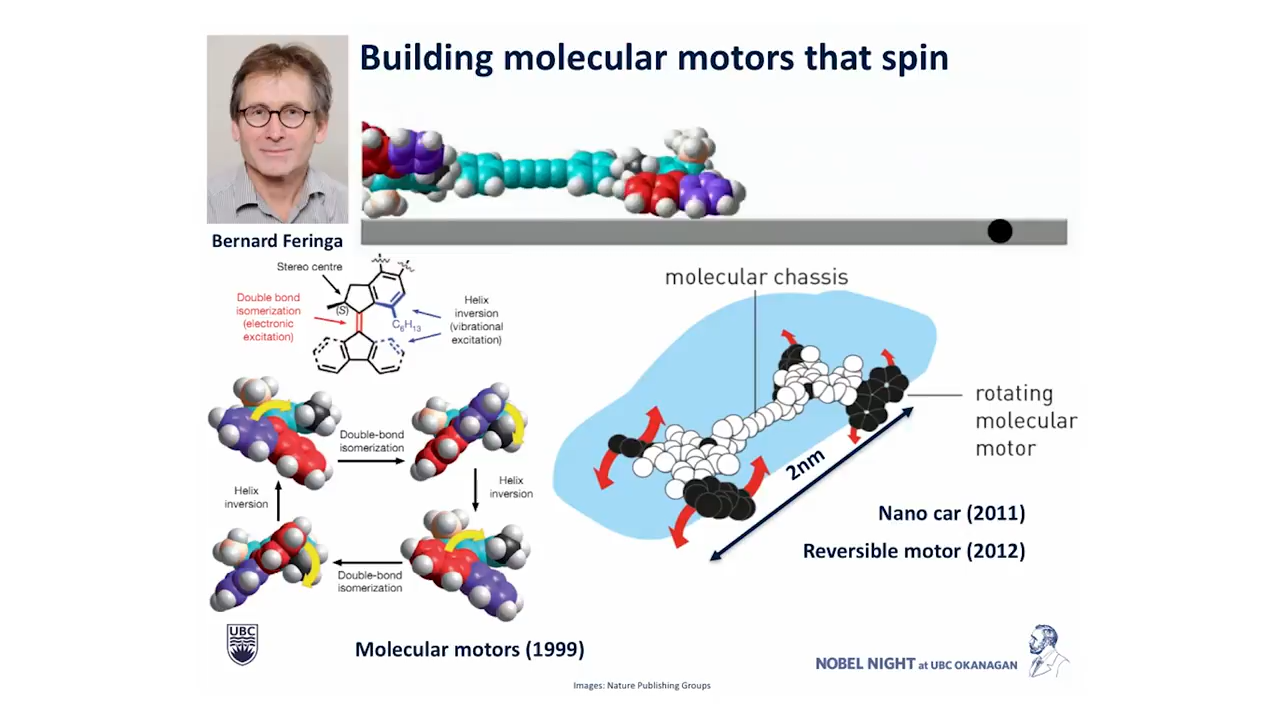 Building molecular motors that spin
Bernard Feringa
Stereo centre
Double bond
isomerization
(electronic
excitation)
(S)
C6H13
Helix
inversion
(vibrational
excitation)
molecular chassis
rotating
molecular
motor
2nm
Double-bond
isomerization
Helix
inversion
Helix
inversion
Double-bond
isomerization
Nano car (2011)
Reversible motor (2012)
Molecular motors (1999)
UBC
NOBEL NIGHT at UBC OKANAGAN
Images: Nature Publishing Groups